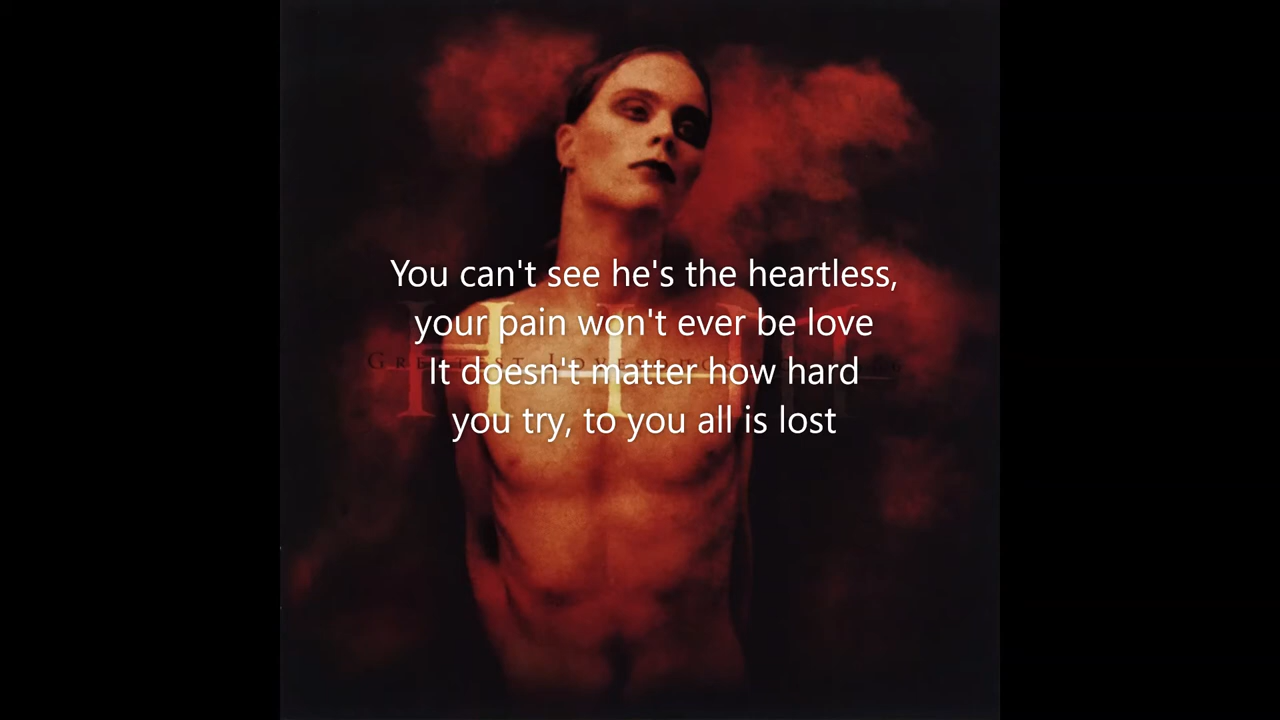 You can't see he's the heartless,
your pain won't ever be love
HIM
It doesn't matter how hard
you try, to you all is lost